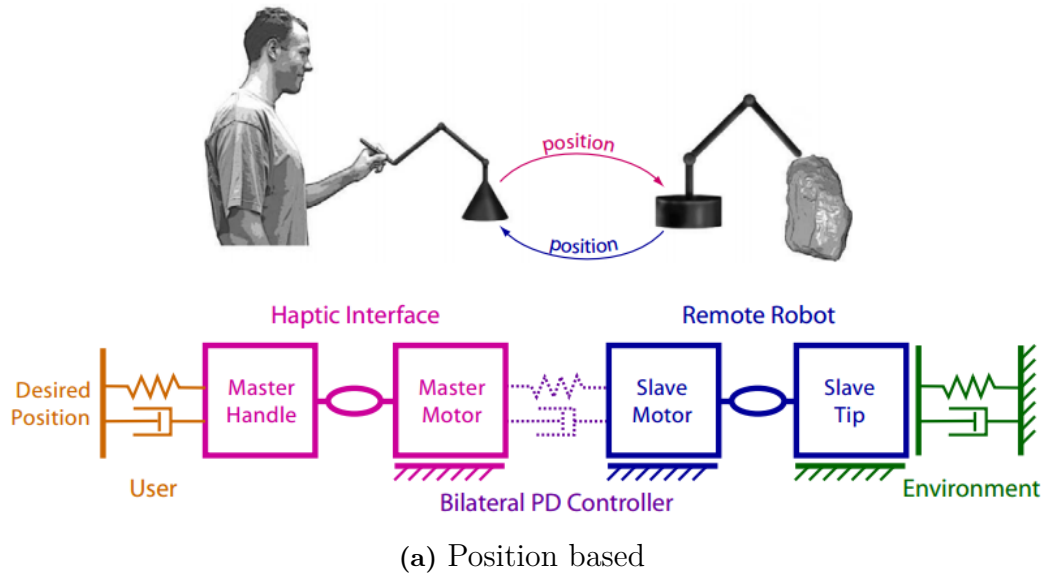 position
position
Haptic Interface
Remote Robot
Desired
Position
Master
Handle
Master
Motor
Slave
Motor
Slave
Tip
User
Bilateral PD Controller
Environment
(a) Position based